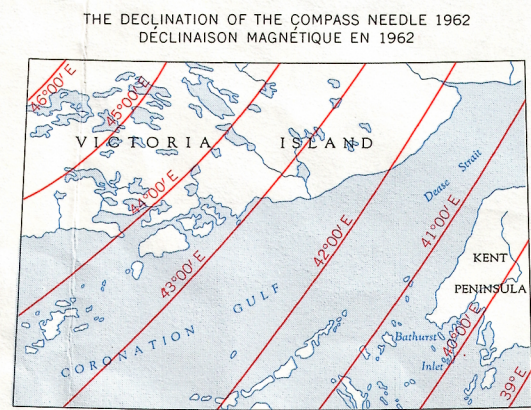 THE DECLINATION OF THE COMPASS NEEDLE 1962
DÉCLINAISON MAGNÉTIQUE EN 1962
46°00′ E
45°00′ E
VICTORIA ISLAND
44°00′ E
Dease Strait
43°00′ E
42°00′ E
41°00′ E
KENT
PENINSULA
CORONATION GULF
Bathurst
Inlet
40°00′ E
39° E